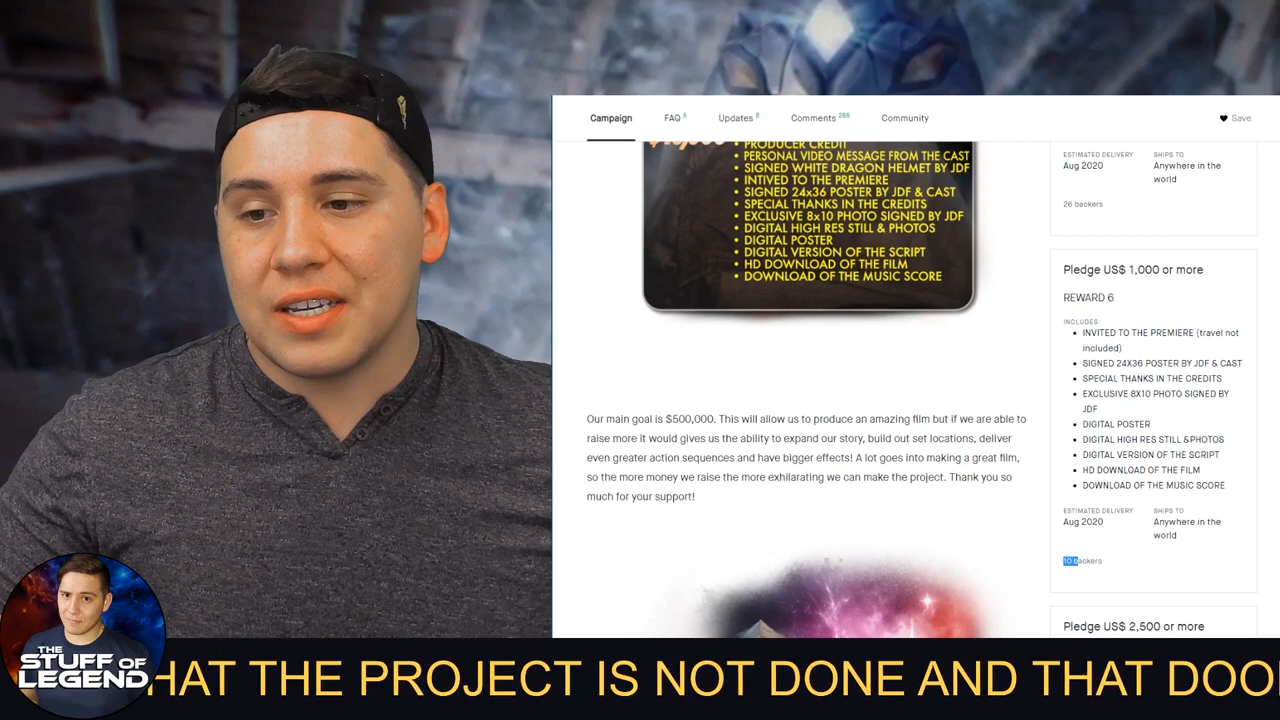 Campaign FAQ 5 Updates 8 Comments 286 Community Save
PRODUCER CREDIT
• PERSONAL VIDEO MESSAGE FROM THE CAST
• SIGNED WHITE DRAGON HELMET BY JDF
• INTIVED TO THE PREMIERE
• SIGNED 24x36 POSTER BY JDF & CAST
• SPECIAL THANKS IN THE CREDITS
• EXCLUSIVE 8x10 PHOTO SIGNED BY JDF
• DIGITAL HIGH RES STILL & PHOTOS
• DIGITAL POSTER
• DIGITAL VERSION OF THE SCRIPT
• HD DOWNLOAD OF THE FILM
• DOWNLOAD OF THE MUSIC SCORE
Our main goal is $500,000. This will allow us to produce an amazing film but if we are able to
raise more it would gives us the ability to expand our story, build out set locations, deliver
even greater action sequences and have bigger effects! A lot goes into making a great film,
so the more money we raise the more exhilarating we can make the project. Thank you so
much for your support!
ESTIMATED DELIVERY SHIPS TO
Aug 2020 Anywhere in the
world
26 backers
Pledge US$ 1,000 or more
REWARD 6
INCLUDES:
• INVITED TO THE PREMIERE (travel not
included)
• SIGNED 24X36 POSTER BY JDF & CAST
• SPECIAL THANKS IN THE CREDITS
• EXCLUSIVE 8X10 PHOTO SIGNED BY
JDF
• DIGITAL POSTER
• DIGITAL HIGH RES STILL &PHOTOS
• DIGITAL VERSION OF THE SCRIPT
• HD DOWNLOAD OF THE FILM
• DOWNLOAD OF THE MUSIC SCORE
ESTIMATED DELIVERY SHIPS TO
Aug 2020 Anywhere in the
world
10 backers
Pledge US$ 2,500 or more
THE
STUFF OF
LEGEND
HAT THE PROJECT IS NOT DONE AND THAT DOO